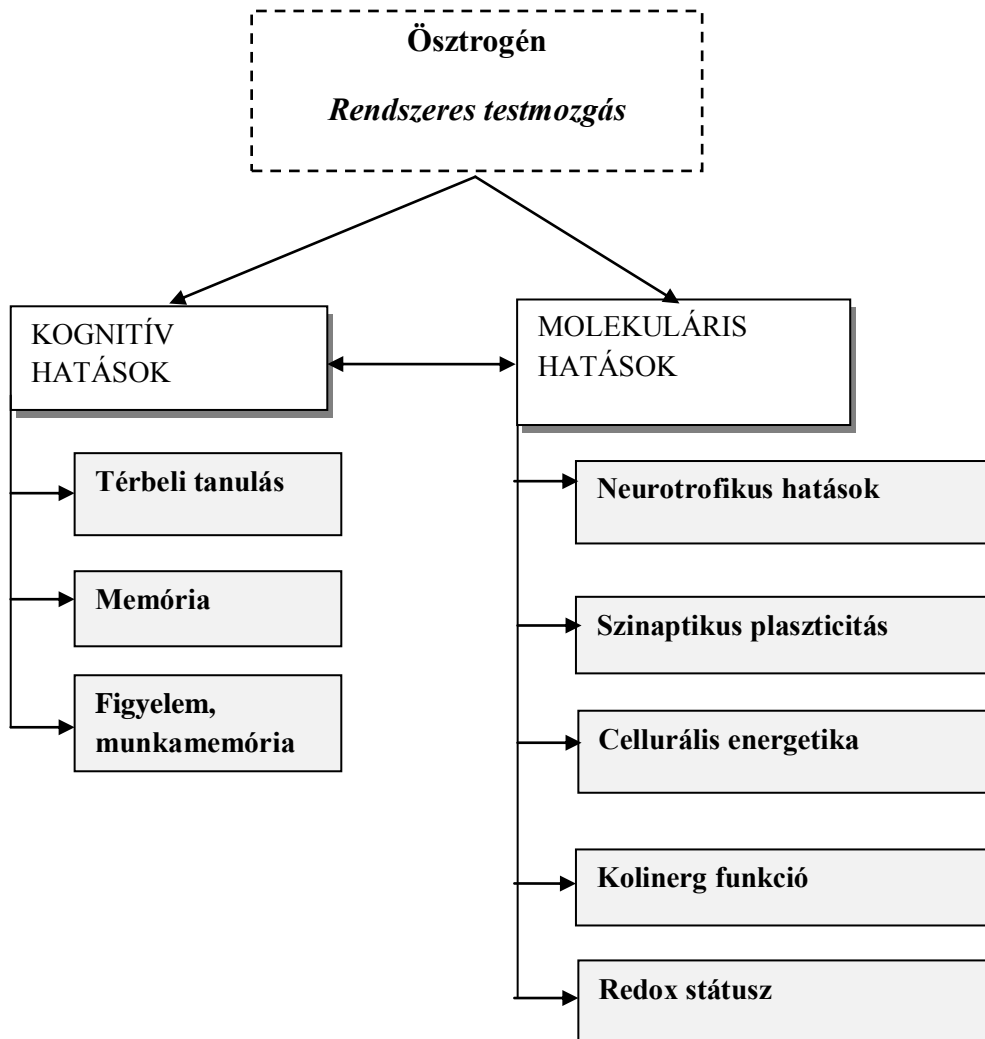 Ösztrogén
Rendszeres testmozgás
KOGNITÍV
HATÁSOK
Térbeli tanulás
Memória
Figyelem,
munkamemória
MOLEKULÁRIS
HATÁSOK
Neurotrofikus hatások
Szinaptikus plaszticitás
Cellurális energetika
Kolinerg funkció
Redox státusz